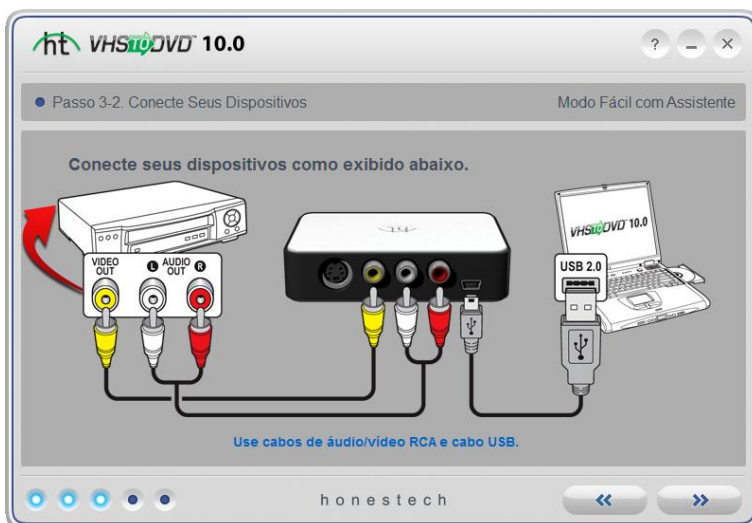 ht VHSTODVD™ 10.0
?
Passo 3-2. Conecte Seus Dispositivos
Modo Fácil com Assistente
Conecte seus dispositivos como exibido abaixo.
VIDEO OUT
L AUDIO OUT R
ht
VHSTODVD 10.0
USB 2.0
Use cabos de áudio/vídeo RCA e cabo USB.
honestech